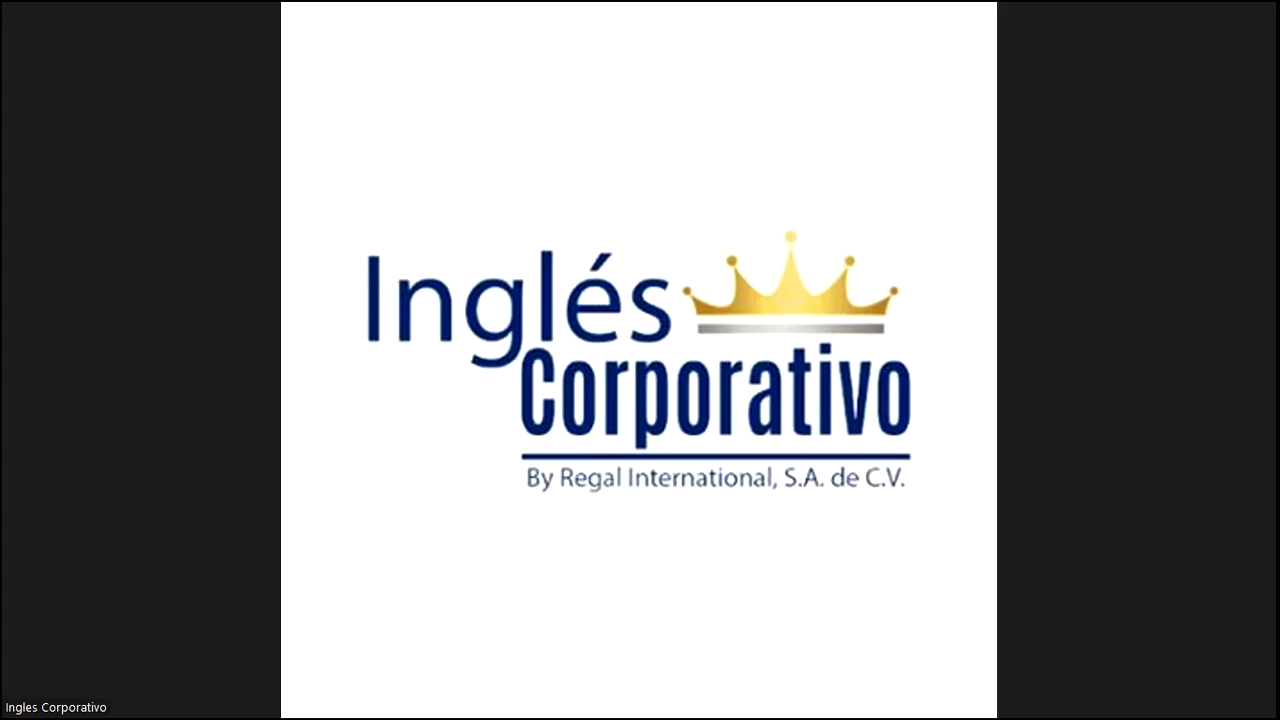 Inglés
Corporativo
By Regal International, S.A. de C.V.
Ingles Corporativo